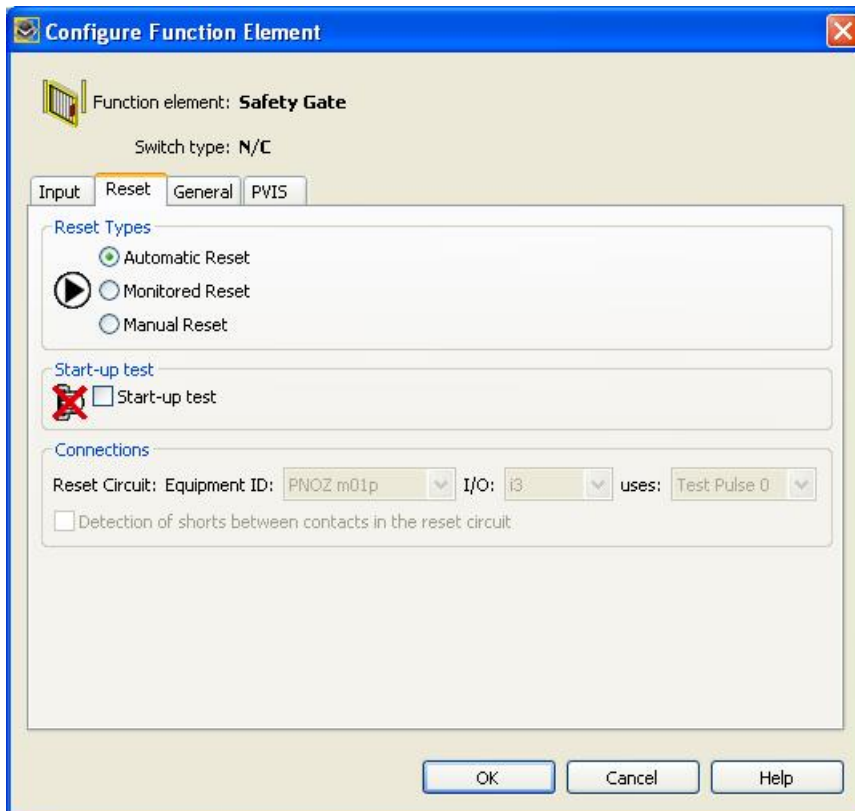 Configure Function Element
Function element: Safety Gate
Switch type: N/C
Input Reset General PVIS
Reset Types
Automatic Reset
Monitored Reset
Manual Reset
Start-up test
Start-up test
Connections
Reset Circuit: Equipment ID: PNOZ m01p I/O: i3 uses: Test Pulse 0
Detection of shorts between contacts in the reset circuit
OK Cancel Help